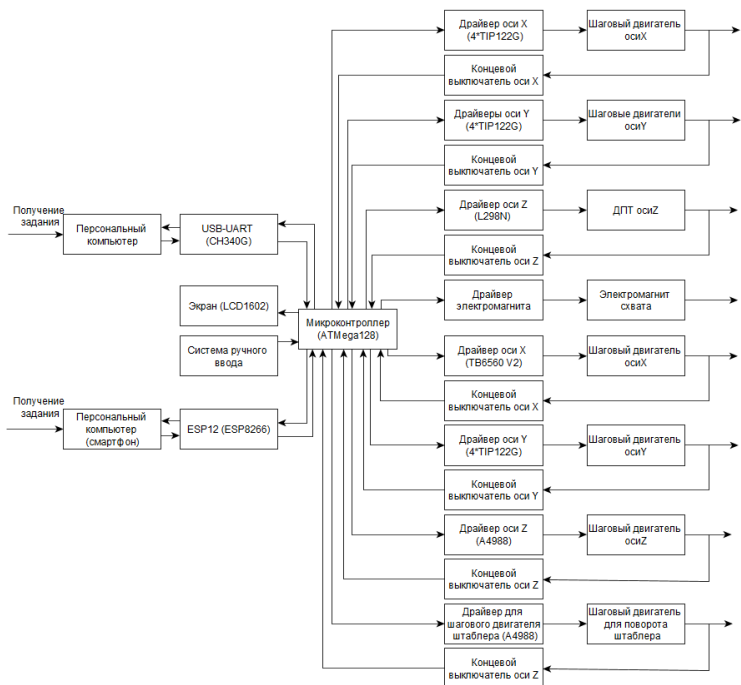 Драйвер оси X
(4*TIP122G)
Шаговый двигатель
осиX
Концевой
выключатель оси X
Драйверы оси Y
(4*TIP122G)
Шаговые двигатели
осиY
Концевой
выключатель оси Y
Драйвер оси Z
(L298N)
ДПТ осиZ
Концевой
выключатель оси Z
Получение
задания
Персональный
компьютер
USB-UART
(CH340G)
Экран (LCD1602)
Микроконтроллер
(ATMega128)
Система ручного
ввода
Драйвер
электромагнита
Электромагнит
схвата
Драйвер оси X
(TB6560 V2)
Шаговый двигатель
осиX
Концевой
выключатель оси X
Получение
задания
Персональный
компьютер
(смартфон)
ESP12 (ESP8266)
Драйвер оси Y
(4*TIP122G)
Шаговый двигатель
осиY
Концевой
выключатель оси Y
Драйвер оси Z
(A4988)
Шаговый двигатель
осиZ
Концевой
выключатель оси Z
Драйвер для
шагового двигателя
штаблера (A4988)
Шаговый двигатель
для поворота
штаблера
Концевой
выключатель оси Z